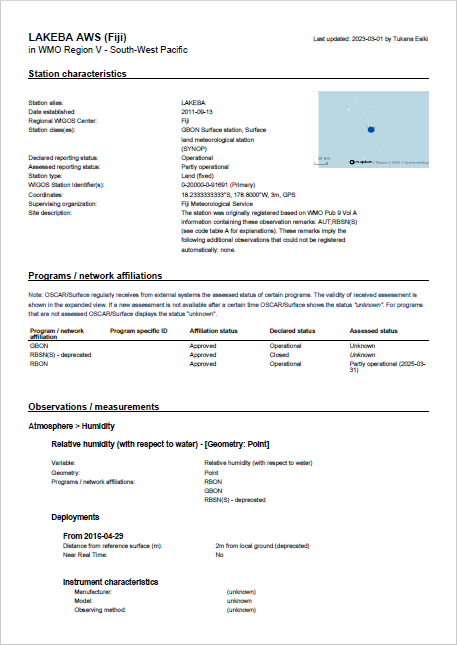 LAKEBA AWS (Fiji)
Last updated: 2023-03-01 by Tukana Esiki
in WMO Region V - South-West Pacific
Station characteristics
Station alias: LAKEBA
Date established: 2011-09-13
Regional WIGOS Center: Fiji
Station class(es): GBON Surface station, Surface
land meteorological station
(SYNOP)
Declared reporting status: Operational
Assessed reporting status: Partly operational
Station type: Land (fixed)
WIGOS Station Identifier(s): 0-20000-0-91691 (Primary)
Coordinates: 18.2333333333°S, 178.8000°W, 3m, GPS
Supervising organization: Fiji Meteorological Service
Site description: The station was originally registered based on WMO Pub 9 Vol A
information containing these observation remarks: AUT;RBSN(S)
(see code table A for explanations). These remarks imply the
following additional observations that could not be registered
automatically: none.
Programs / network affiliations
Note: OSCAR/Surface regularly receives from external systems the assessed status of certain programs. The validity of received assessment is
shown in the expanded view. If a new assessment is not available after a certain time OSCAR/Surface shows the status "unknown". For programs
that are not assessed OSCAR/Surface displays the status "unknown".
Program / network affiliation Program specific ID Affiliation status Declared status Assessed status
GBON Approved Operational Unknown
RBSN(S) - deprecated Approved Closed Unknown
RBON Approved Operational Partly operational (2025-03-
31)
Observations / measurements
Atmosphere > Humidity
Relative humidity (with respect to water) - [Geometry: Point]
Variable: Relative humidity (with respect to water)
Geometry: Point
Programs / network affiliations: RBON
GBON
RBSN(S) - deprecated
Deployments
From 2016-04-29
Distance from reference surface (m): 2m from local ground (deprecated)
Near Real Time: No
Instrument characteristics
Manufacturer: (unknown)
Model: unknown
Observing method: (unknown)